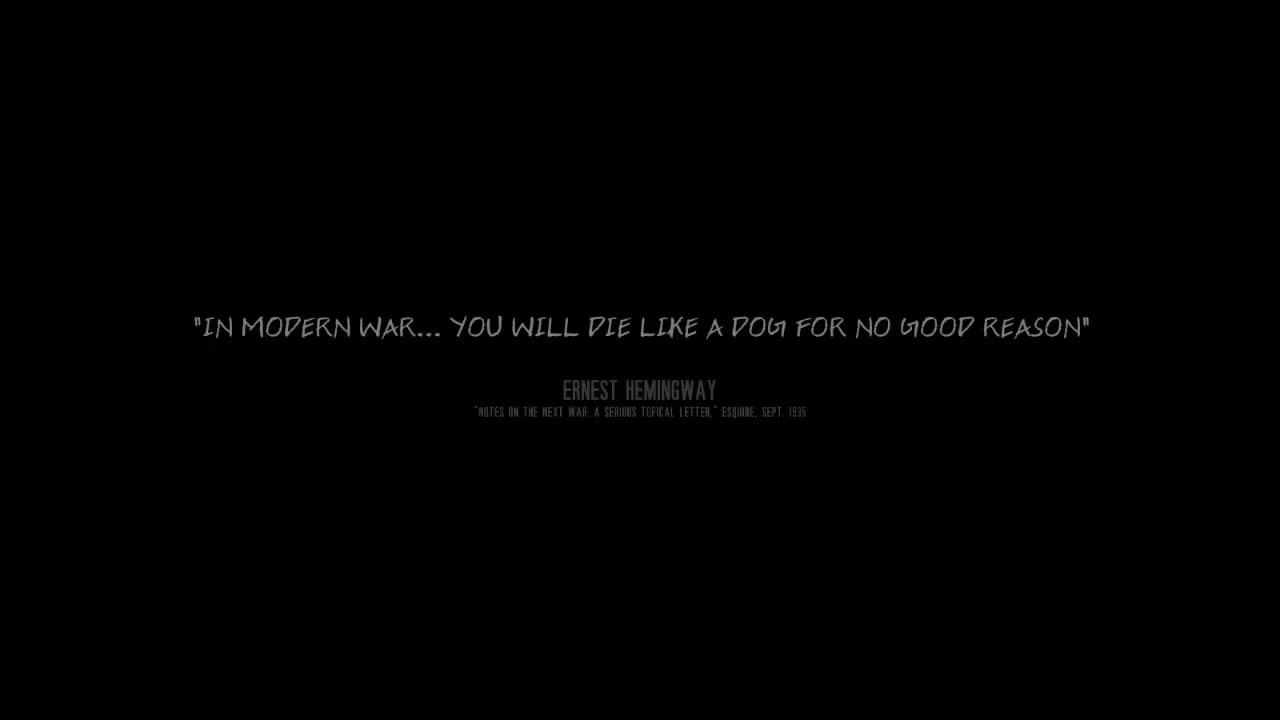 "IN MODERN WAR... YOU WILL DIE LIKE A DOG FOR NO GOOD REASON"
ERNEST HEMINGWAY
"NOTES ON THE NEXT WAR: A SERIOUS TOPICAL LETTER," ESQUIRE, SEPT. 1935